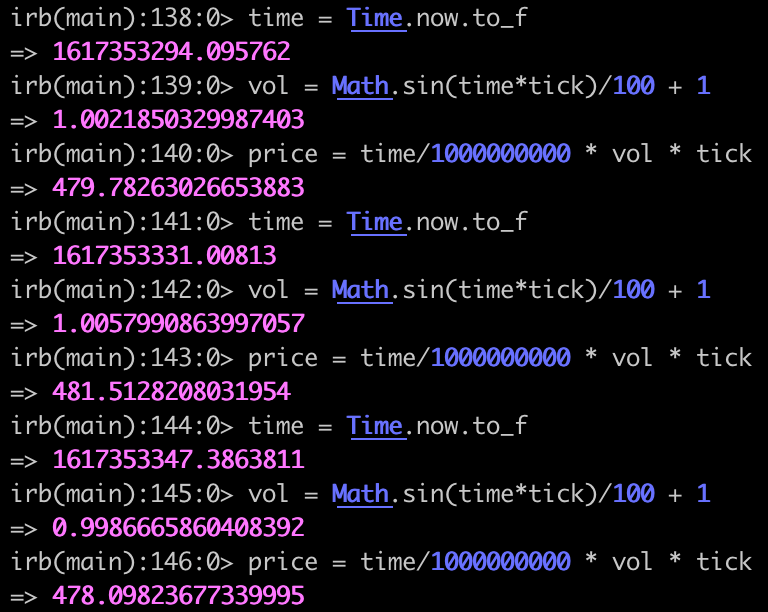 irb(main):138:0> time = Time.now.to_f
=> 1617353294.095762
irb(main):139:0> vol = Math.sin(time*tick)/100 + 1
=> 1.0021850329987403
irb(main):140:0> price = time/1000000000 * vol * tick
=> 479.78263026653883
irb(main):141:0> time = Time.now.to_f
=> 1617353331.00813
irb(main):142:0> vol = Math.sin(time*tick)/100 + 1
=> 1.0057990863997057
irb(main):143:0> price = time/1000000000 * vol * tick
=> 481.5128208031954
irb(main):144:0> time = Time.now.to_f
=> 1617353347.3863811
irb(main):145:0> vol = Math.sin(time*tick)/100 + 1
=> 0.9986665860408392
irb(main):146:0> price = time/1000000000 * vol * tick
=> 478.09823677339995